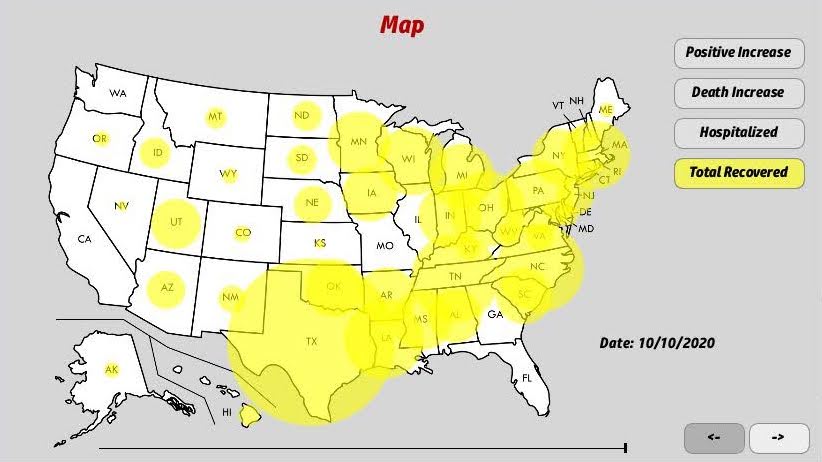 Map
Positive Increase
Death Increase
Hospitalized
Total Recovered
WA
MT
ND
MN
VT
NH
ME
OR
ID
SD
WI
MI
NY
MA
RI
CT
WY
NE
IA
PA
NJ
DE
MD
NV
UT
CO
KS
MO
IL
IN
OH
WV
VA
KY
CA
AZ
NM
OK
AR
TN
NC
SC
TX
LA
MS
AL
GA
FL
AK
HI
Date: 10/10/2020
<-
->